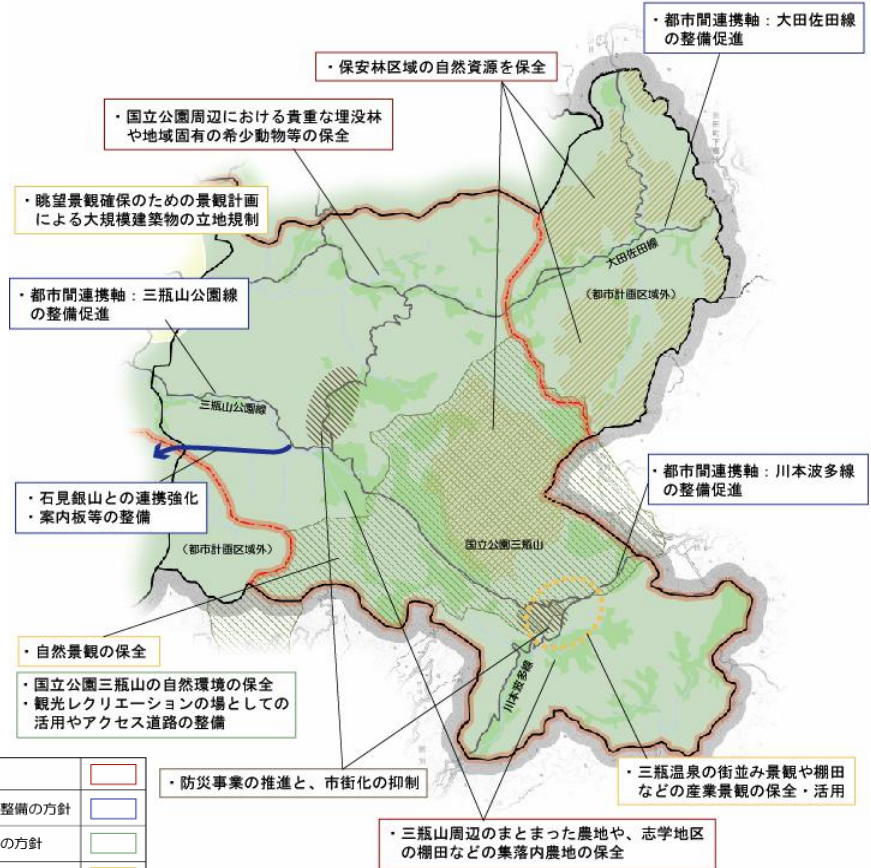 ・都市間連携軸：大田佐田線
の整備促進
・保安林区域の自然資源を保全
・国立公園周辺における貴重な埋没林
や地域固有の希少動物等の保全
・眺望景観確保のための景観計画
による大規模建築物の立地規制
大田佐田線
（都市計画区域外）
・都市間連携軸：三瓶山公園線
の整備促進
三瓶山公園線
・都市間連携軸：川本波多線
の整備促進
・石見銀山との連携強化
・案内板等の整備
（都市計画区域外）
国立公園三瓶山
・自然景観の保全
・国立公園三瓶山の自然環境の保全
・観光レクリエーションの場としての
活用やアクセス道路の整備
川本波多線
・防災事業の推進と、市街化の抑制
・三瓶温泉の街並み景観や棚田
などの産業景観の保全・活用
整備の方針
の方針
・三瓶山周辺のまとまった農地や、志学地区
の棚田などの集落内農地の保全